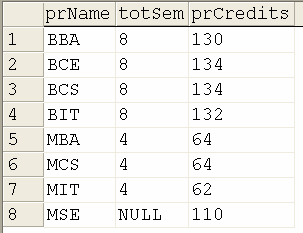 prName totSem prCredits
1 BBA 8 130
2 BCE 8 134
3 BCS 8 134
4 BIT 8 132
5 MBA 4 64
6 MCS 4 64
7 MIT 4 62
8 MSE NULL 110